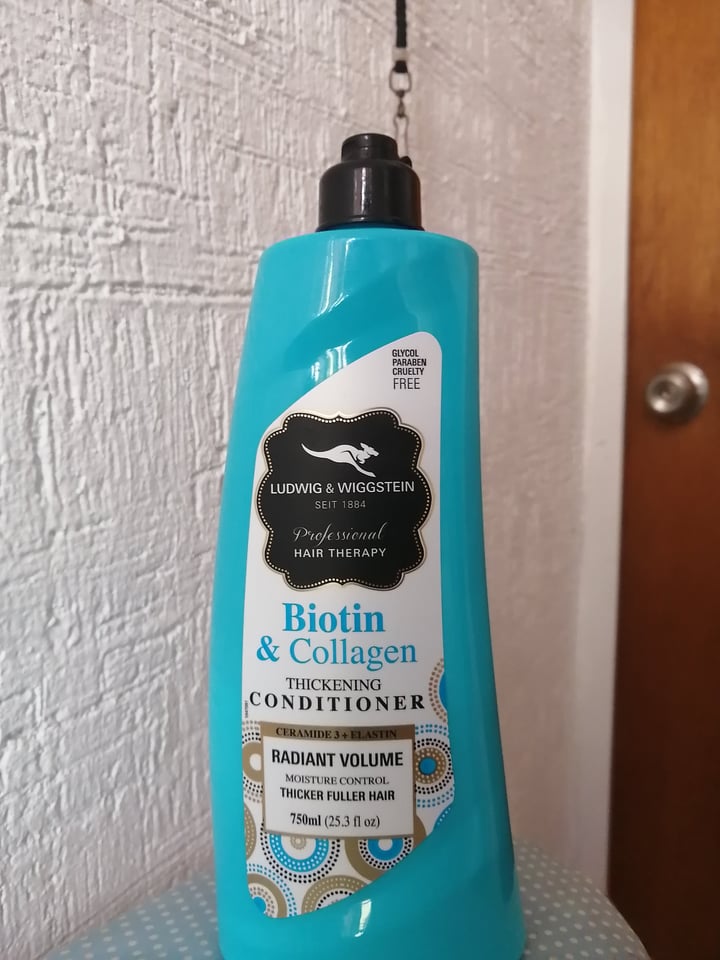 GLYCOL
PARABEN
CRUELTY
FREE
LUDWIG & WIGGSTEIN
SEIT 1884
Professional
HAIR THERAPY
Biotin
& Collagen
THICKENING
CONDITIONER
CERAMIDE 3 + ELASTIN
RADIANT VOLUME
MOISTURE CONTROL
THICKER FULLER HAIR
750ml (25.3 fl oz)